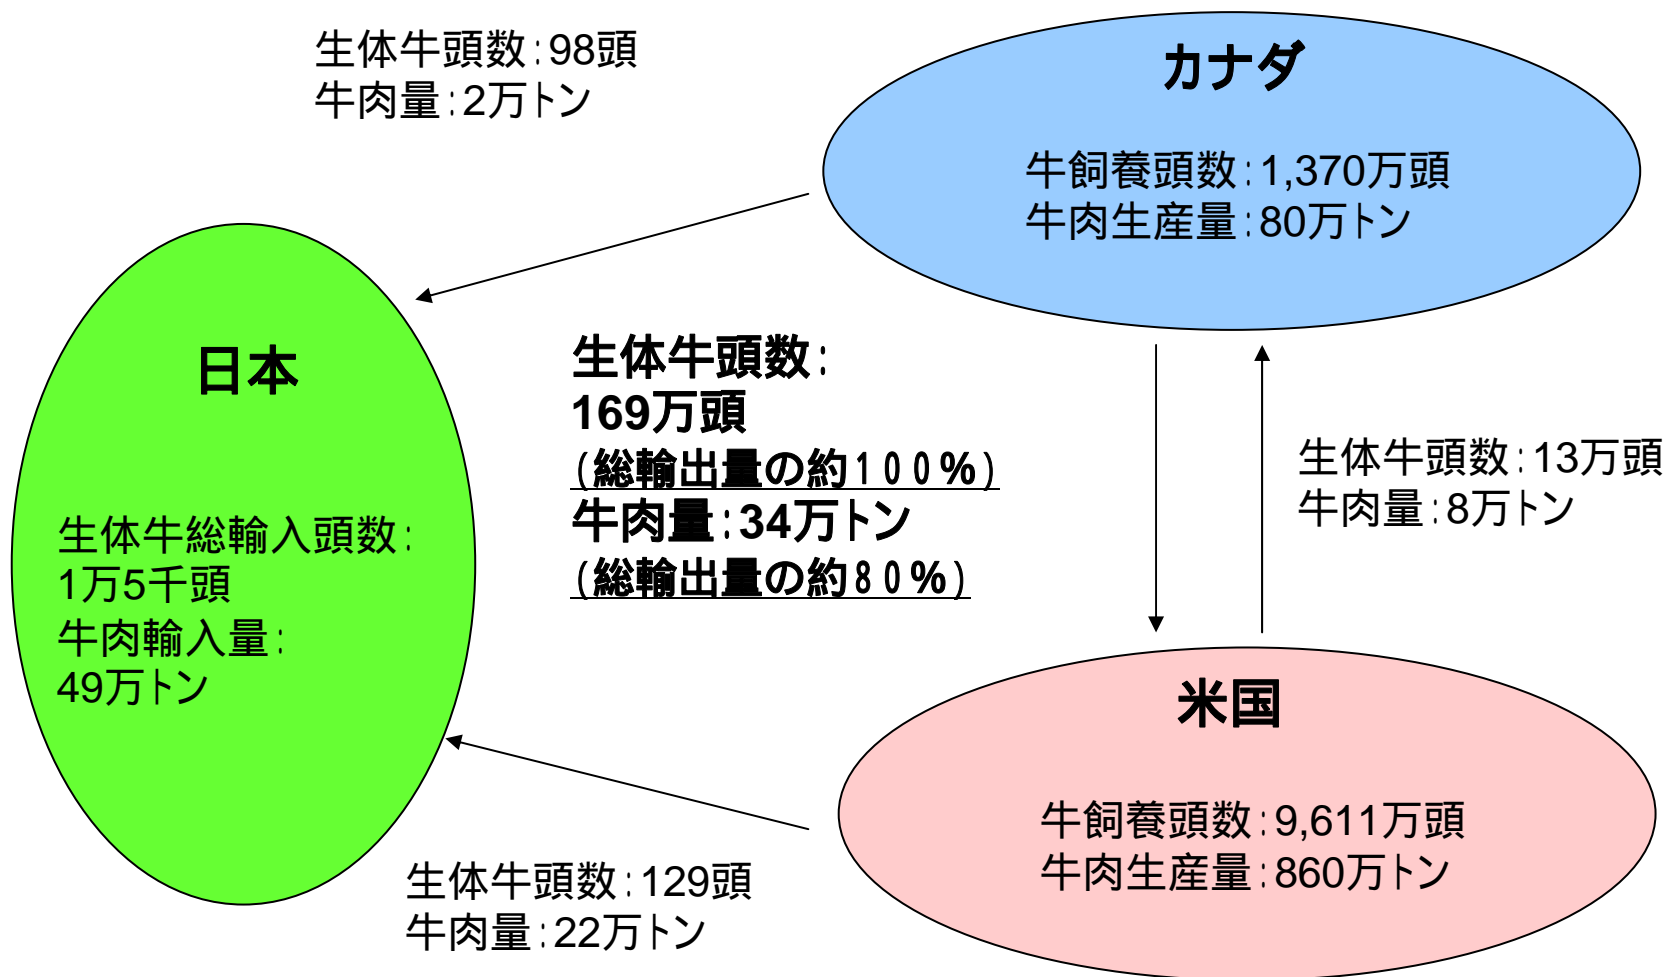 生体牛頭数:98頭
牛肉量:2万トン
カナダ
牛飼養頭数:1,370万頭
牛肉生産量:80万トン
日本
生体牛総輸入頭数:
1万5千頭
牛肉輸入量:
49万トン
生体牛頭数:
169万頭
(総輸出量の約100%)
牛肉量:34万トン
(総輸出量の約80%)
生体牛頭数:13万頭
牛肉量:8万トン
米国
牛飼養頭数:9,611万頭
牛肉生産量:860万トン
生体牛頭数:129頭
牛肉量:22万トン